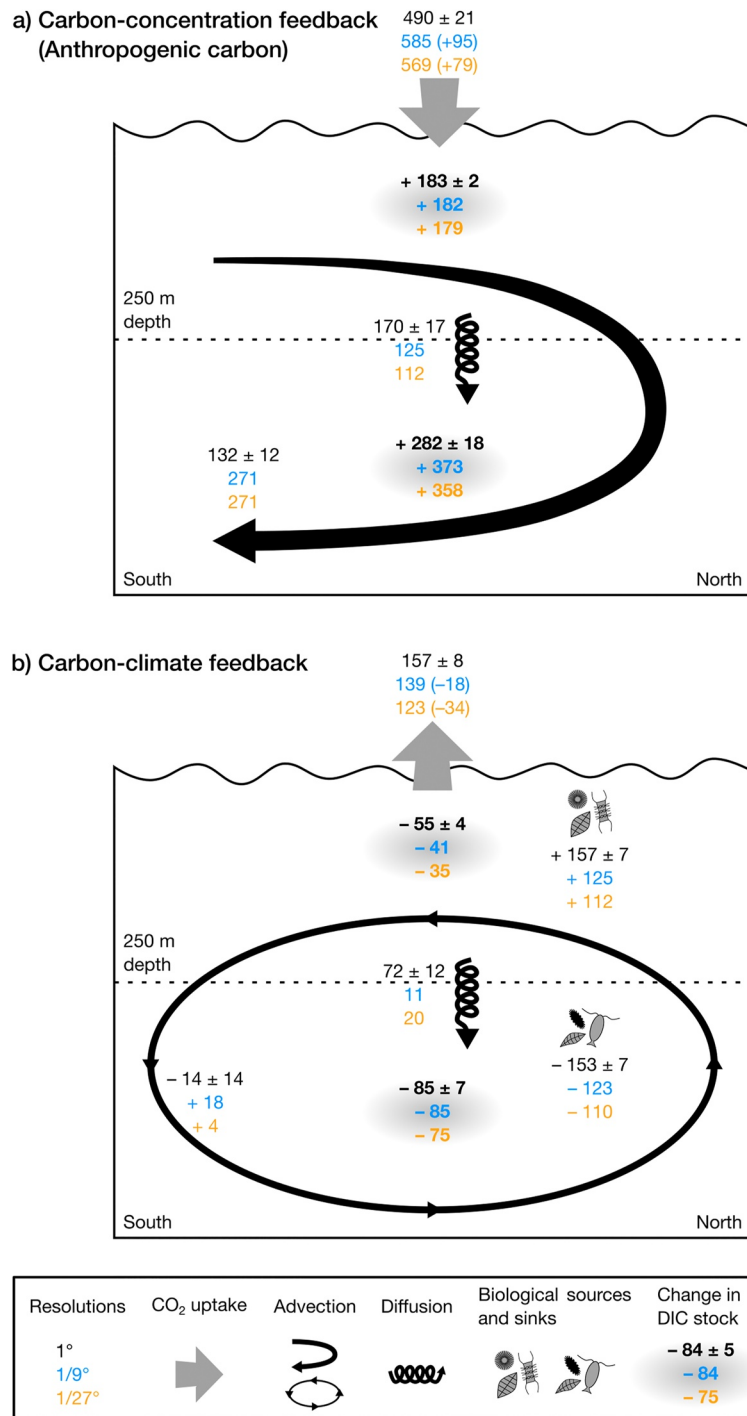 a) Carbon-concentration feedback
(Anthropogenic carbon)
490 ± 21
585 (+95)
569 (+79)
+ 183 ± 2
+ 182
+ 179
250 m
depth
170 ± 17
125
112
+ 282 ± 18
+ 373
+ 358
132 ± 12
271
271
South
North
b) Carbon-climate feedback
157 ± 8
139 (–18)
123 (–34)
– 55 ± 4
– 41
– 35
+ 157 ± 7
+ 125
+ 112
250 m
depth
72 ± 12
11
20
– 153 ± 7
– 123
– 110
– 14 ± 14
+ 18
+ 4
– 85 ± 7
– 85
– 75
South
North
Resolutions
CO₂ uptake
Advection
Diffusion
Biological sources
and sinks
Change in
DIC stock
1°
1/9°
1/27°
– 84 ± 5
– 84
– 75